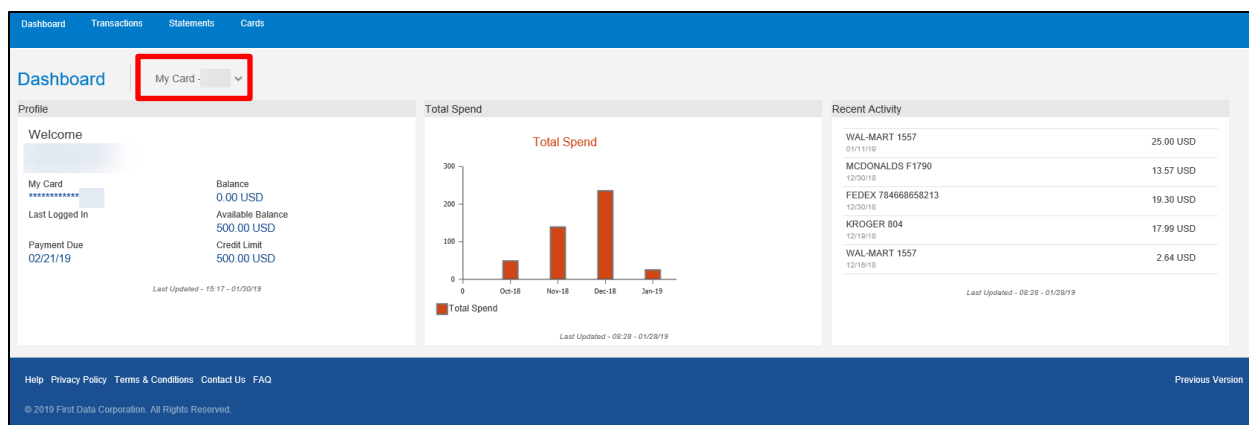 Dashboard Transactions Statements Cards
Dashboard My Card -
Profile
Welcome
My Card Balance
************ 0.00 USD
Last Logged In Available Balance
500.00 USD
Payment Due Credit Limit
02/21/19 500.00 USD
Last Updated - 15:17 - 01/30/19
Total Spend
Total Spend
300
200
100
0
0 Oct-18 Nov-18 Dec-18 Jan-19
Total Spend
Last Updated - 08:28 - 01/28/19
Recent Activity
WAL-MART 1557 25.00 USD
01/11/19
MCDONALDS F1790 13.57 USD
12/30/18
FEDEX 784668658213 19.30 USD
12/30/18
KROGER 804 17.99 USD
12/19/18
WAL-MART 1557 2.64 USD
12/16/18
Last Updated - 08:28 - 01/28/19
Help Privacy Policy Terms & Conditions Contact Us FAQ Previous Version
© 2019 First Data Corporation. All Rights Reserved.